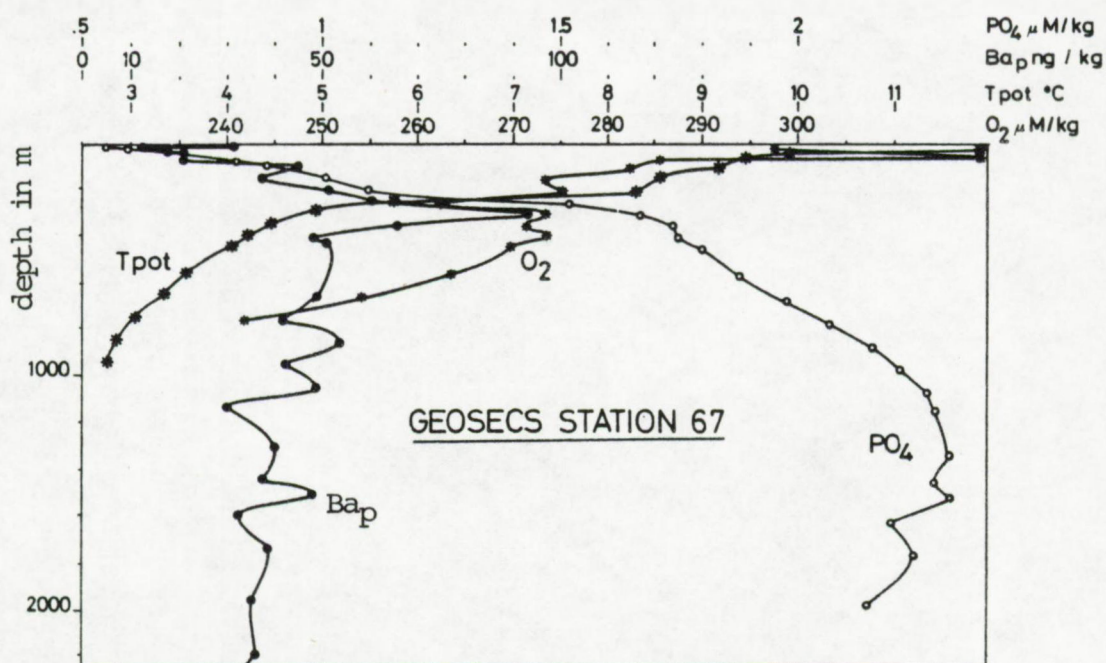 .5 1 1.5 2 PO₄ µM/kg
0 10 50 100 Baₚ ng / kg
3 4 5 6 7 8 9 10 11 Tpot °C
240 250 260 270 280 290 300 O₂ µM/kg
depth in m
Tpot
O₂
1000
GEOSECS STATION 67
PO₄
Baₚ
2000